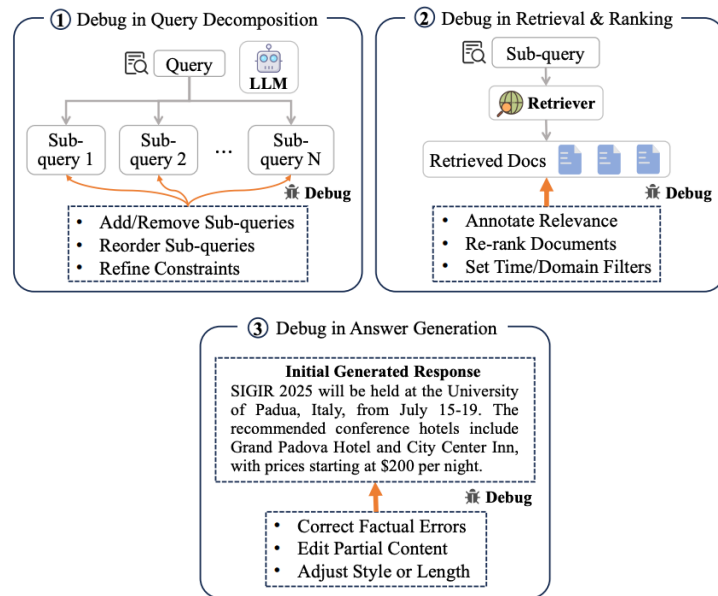 ① Debug in Query Decomposition
Query
LLM
Sub-
query 1
Sub-
query 2
...
Sub-
query N
Debug
• Add/Remove Sub-queries
• Reorder Sub-queries
• Refine Constraints
② Debug in Retrieval & Ranking
Sub-query
Retriever
Retrieved Docs
Debug
• Annotate Relevance
• Re-rank Documents
• Set Time/Domain Filters
③ Debug in Answer Generation
Initial Generated Response
SIGIR 2025 will be held at the University
of Padua, Italy, from July 15-19. The
recommended conference hotels include
Grand Padova Hotel and City Center Inn,
with prices starting at $200 per night.
Debug
• Correct Factual Errors
• Edit Partial Content
• Adjust Style or Length